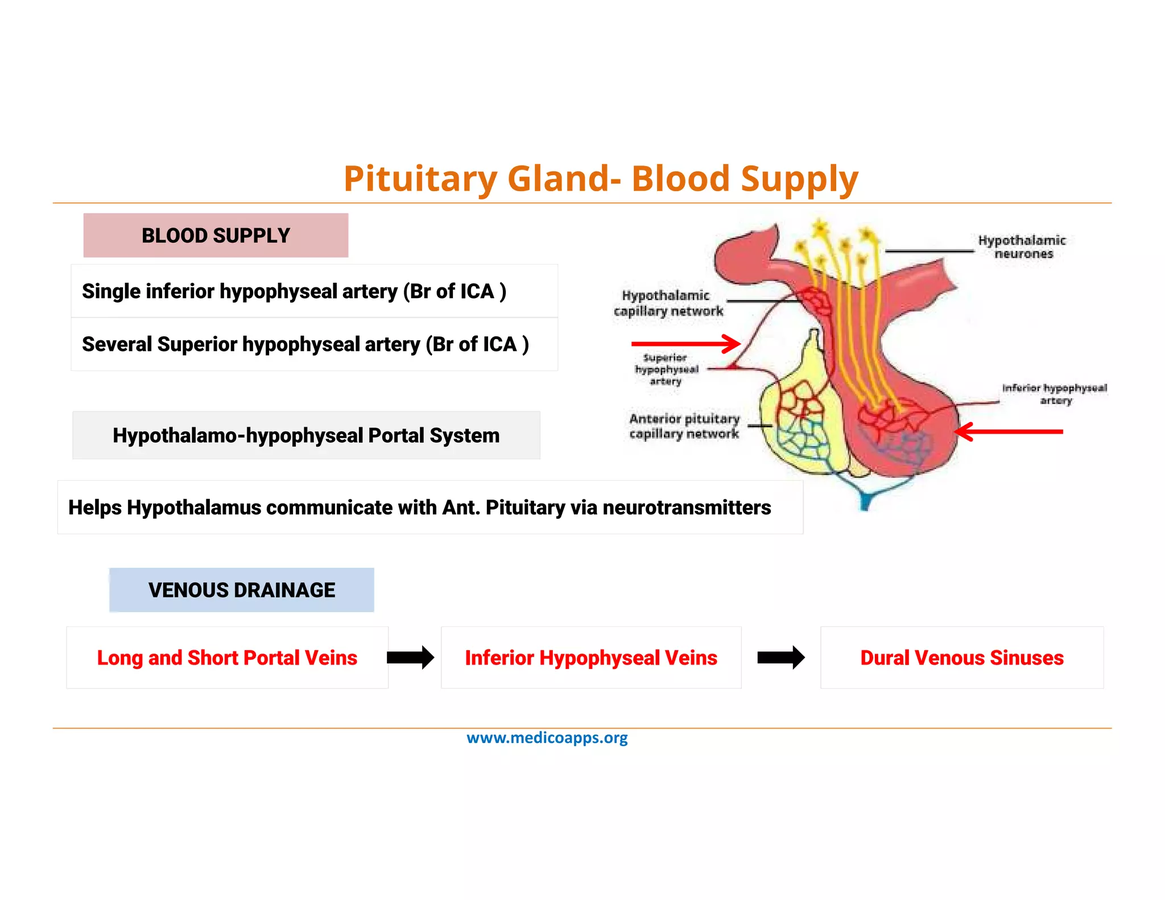 Pituitary Gland- Blood Supply
BLOOD SUPPLY
Single inferior hypophyseal artery (Br of ICA )
Several Superior hypophyseal artery (Br of ICA )
Hypothalamo-hypophyseal Portal System
Helps Hypothalamus communicate with Ant. Pituitary via neurotransmitters
Hypothalamic
neurones
Hypothalamic
capillary network
Superior
hypophyseal
artery
Inferior hypophyseal
artery
Anterior pituitary
capillary network
VENOUS DRAINAGE
Long and Short Portal Veins
Inferior Hypophyseal Veins
Dural Venous Sinuses
www.medicoapps.org